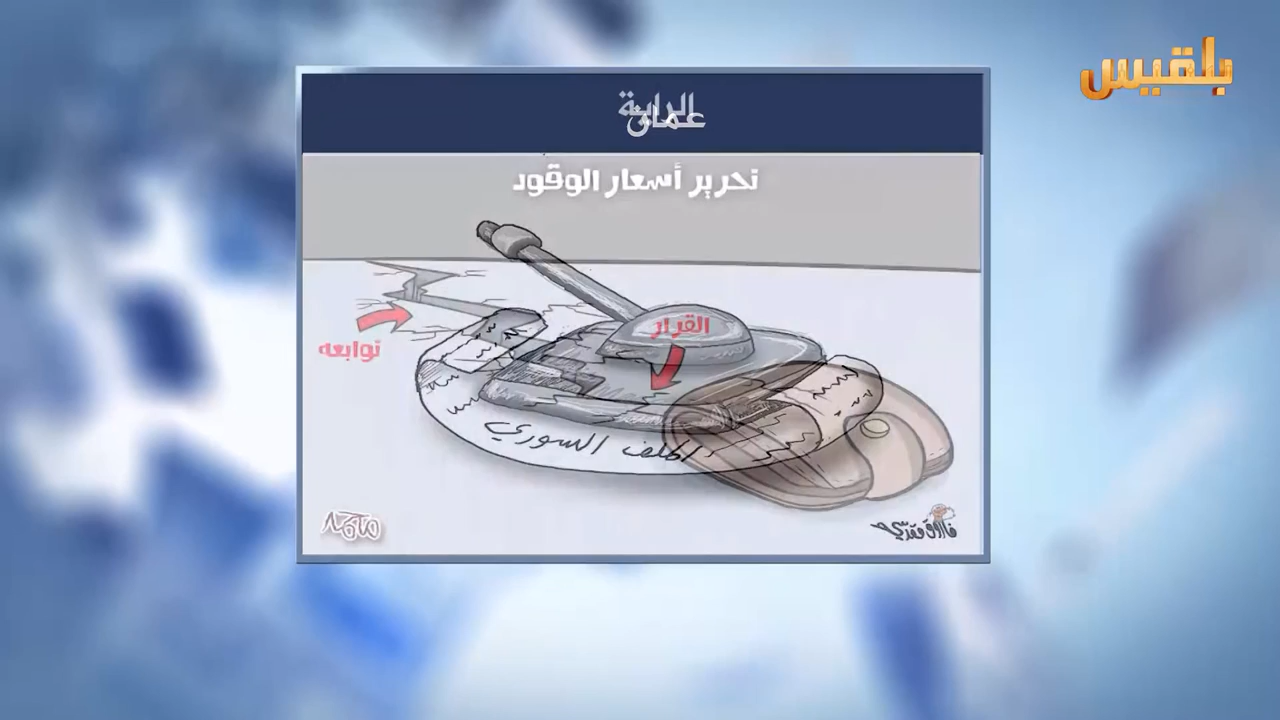 بلقيس
الراية
عمان
تحرير أسعار الوقود
القرار
توابعه
الملف السوري